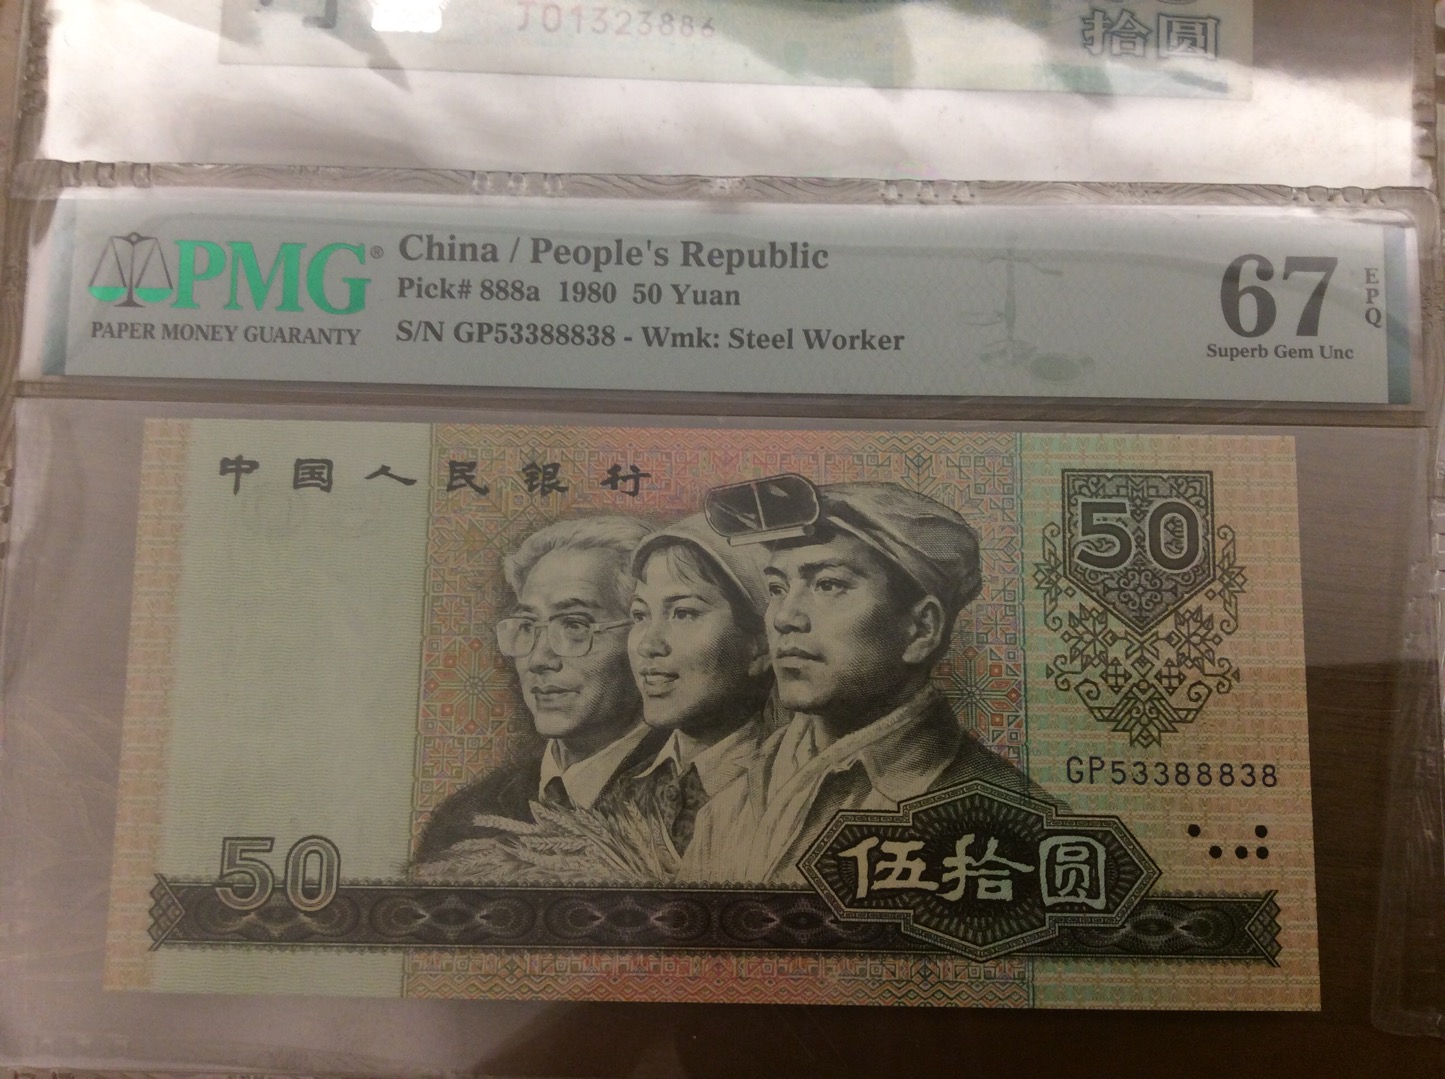 J01323886
拾圆
PMG®
PAPER MONEY GUARANTY
China / People's Republic
Pick# 888a 1980 50 Yuan
S/N GP53388838 - Wmk: Steel Worker
67
EPQ
Superb Gem Unc
中国人民银行
50
GP53388838
50
伍拾圆